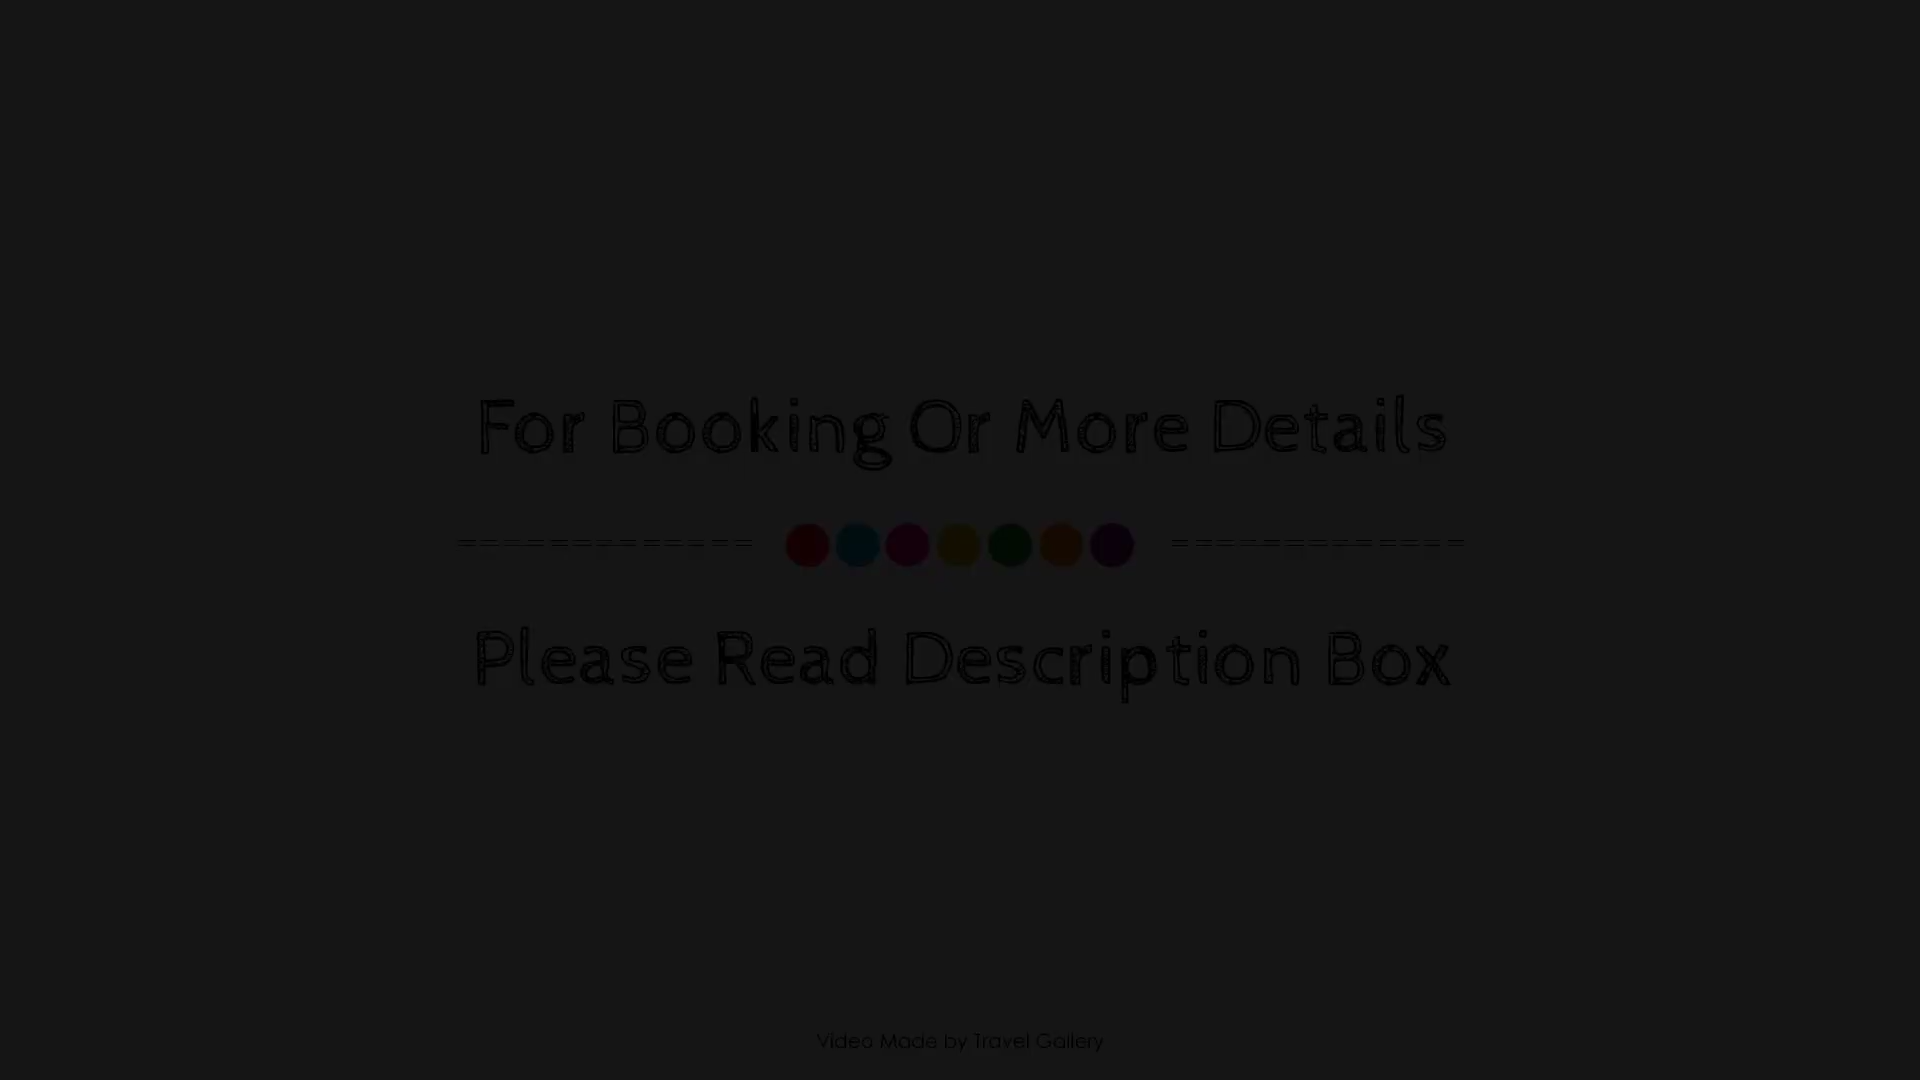 For Booking Or More Details
============= =============
Please Read Description Box
Video Made by Travel Gallery